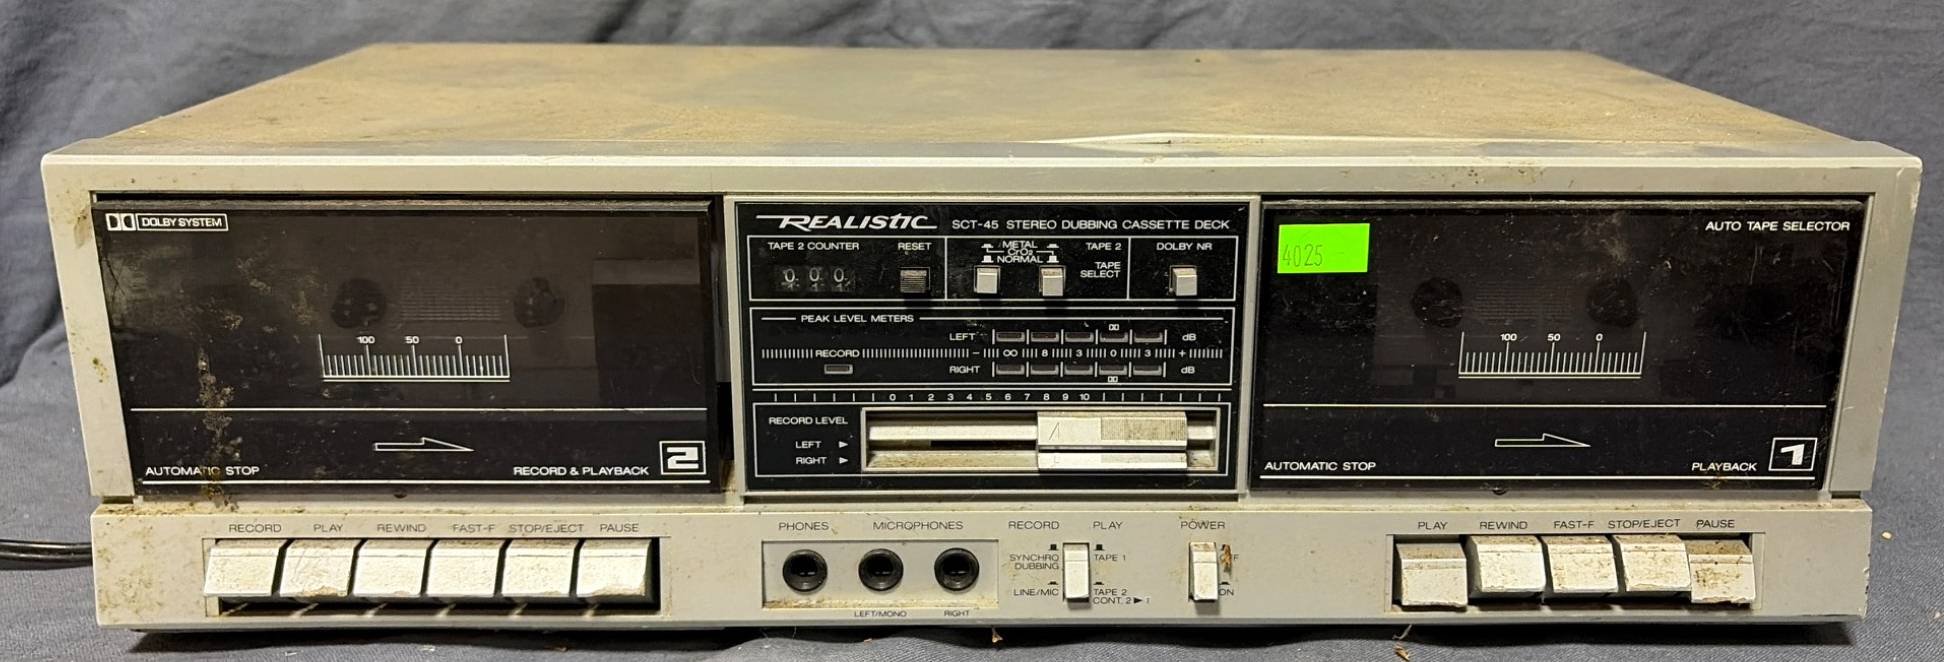 DOLBY SYSTEM
100 50 0
AUTOMATIC STOP
RECORD & PLAYBACK 2
REALISTIC SCT-45 STEREO DUBBING CASSETTE DECK
TAPE 2 COUNTER
RESET
0 0 0
METAL
CrO2
NORMAL
TAPE 2
TAPE
SELECT
DOLBY NR
PEAK LEVEL METERS
LEFT dB
RECORD - ∞ 8 3 0 3 +
RIGHT dB
0 1 2 3 4 5 6 7 8 9 10
RECORD LEVEL
LEFT ►
RIGHT ►
4025
AUTO TAPE SELECTOR
100 50 0
AUTOMATIC STOP
PLAYBACK 1
RECORD PLAY REWIND FAST-F STOP/EJECT PAUSE
PHONES
MICROPHONES
LEFT/MONO
RIGHT
RECORD
SYNCHRO
DUBBING
LINE/MIC
PLAY
TAPE 1
TAPE 2
CONT. 2►1
POWER
ON
PLAY REWIND FAST-F STOP/EJECT PAUSE